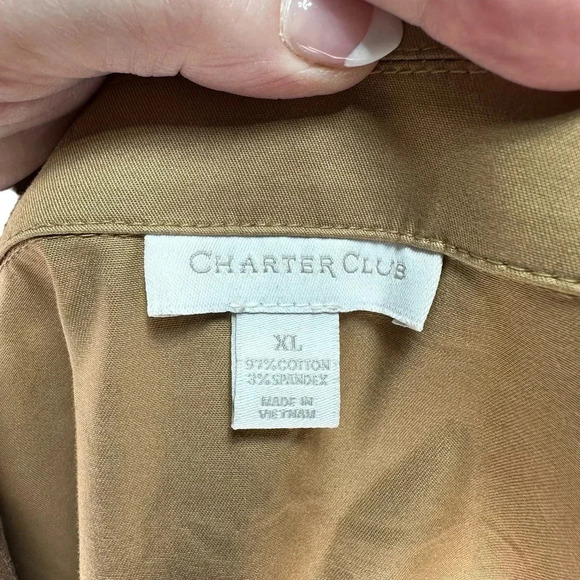 CHARTER CLUB
XL
97% COTTON
3% SPANDEX
MADE IN
VIETNAM